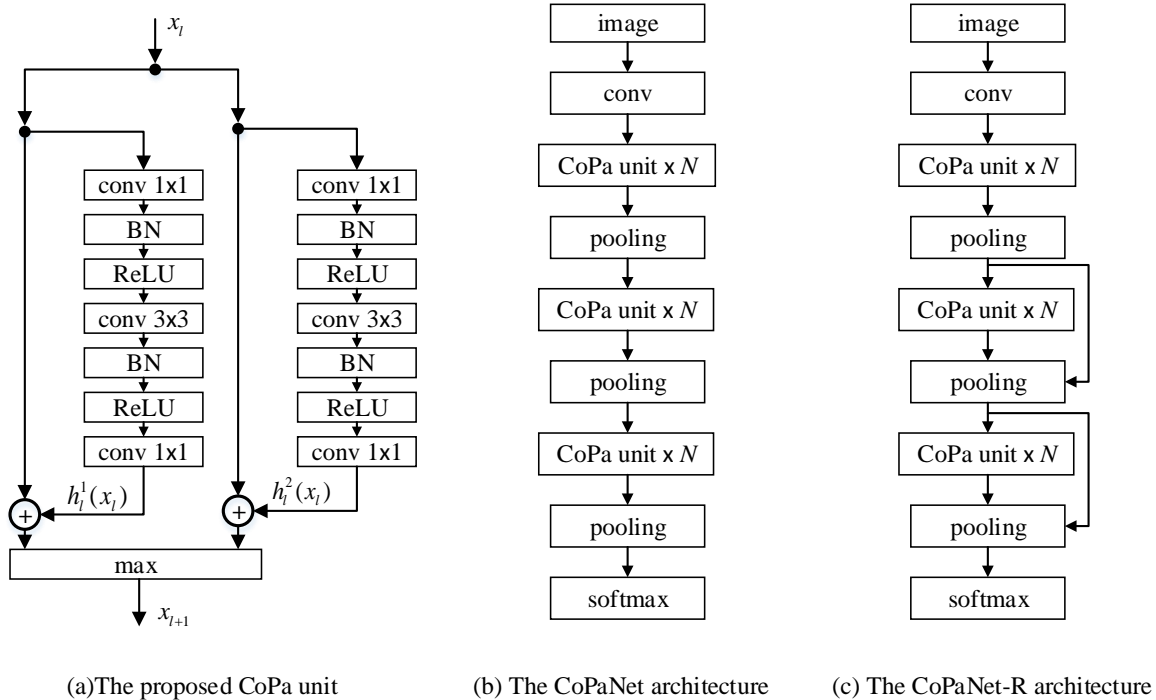 x_l
conv 1x1
BN
ReLU
conv 3x3
BN
ReLU
conv 1x1
h_l^1(x_l)
+
conv 1x1
BN
ReLU
conv 3x3
BN
ReLU
conv 1x1
h_l^2(x_l)
+
max
x_{l+1}
(a)The proposed CoPa unit
image
conv
CoPa unit x N
pooling
CoPa unit x N
pooling
CoPa unit x N
pooling
softmax
(b) The CoPaNet architecture
image
conv
CoPa unit x N
pooling
CoPa unit x N
pooling
CoPa unit x N
pooling
softmax
(c) The CoPaNet-R architecture